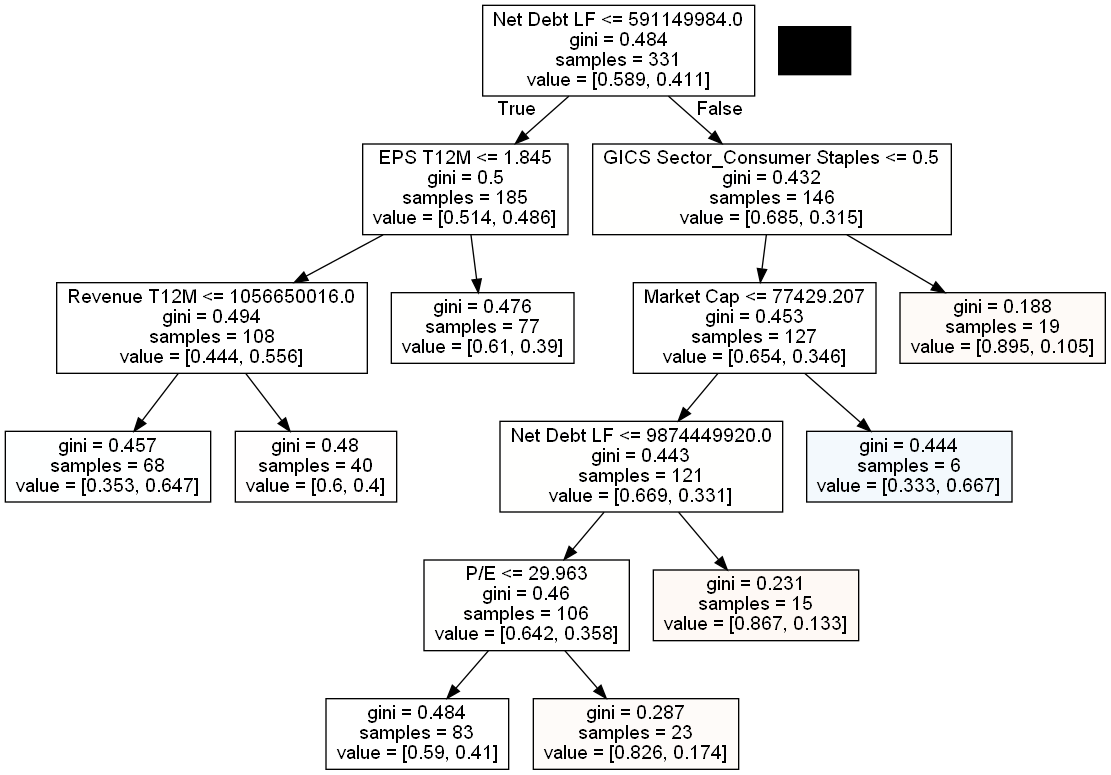 Net Debt LF <= 591149984.0
gini = 0.484
samples = 331
value = [0.589, 0.411]
True
False
EPS T12M <= 1.845
gini = 0.5
samples = 185
value = [0.514, 0.486]
GICS Sector_Consumer Staples <= 0.5
gini = 0.432
samples = 146
value = [0.685, 0.315]
Revenue T12M <= 1056650016.0
gini = 0.494
samples = 108
value = [0.444, 0.556]
gini = 0.476
samples = 77
value = [0.61, 0.39]
Market Cap <= 77429.207
gini = 0.453
samples = 127
value = [0.654, 0.346]
gini = 0.188
samples = 19
value = [0.895, 0.105]
gini = 0.457
samples = 68
value = [0.353, 0.647]
gini = 0.48
samples = 40
value = [0.6, 0.4]
Net Debt LF <= 9874449920.0
gini = 0.443
samples = 121
value = [0.669, 0.331]
gini = 0.444
samples = 6
value = [0.333, 0.667]
P/E <= 29.963
gini = 0.46
samples = 106
value = [0.642, 0.358]
gini = 0.231
samples = 15
value = [0.867, 0.133]
gini = 0.484
samples = 83
value = [0.59, 0.41]
gini = 0.287
samples = 23
value = [0.826, 0.174]